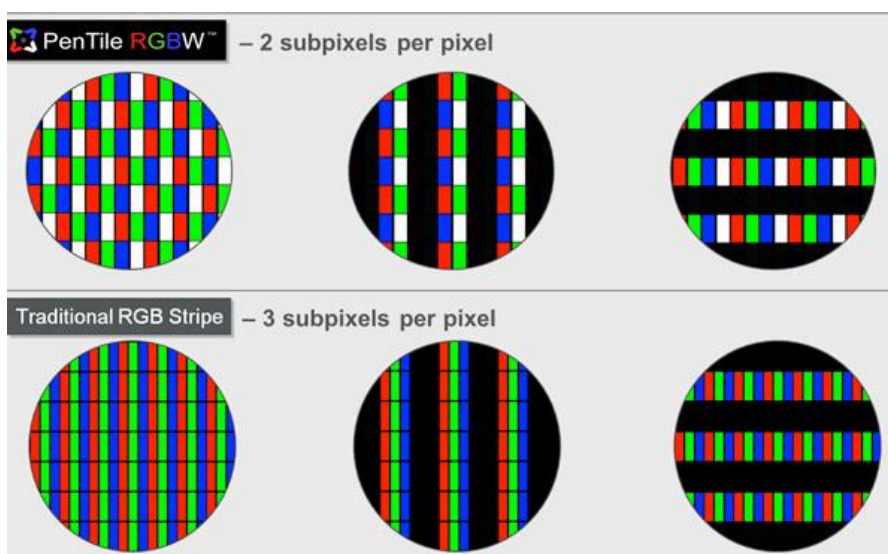 PenTile RGBW™ – 2 subpixels per pixel
Traditional RGB Stripe – 3 subpixels per pixel